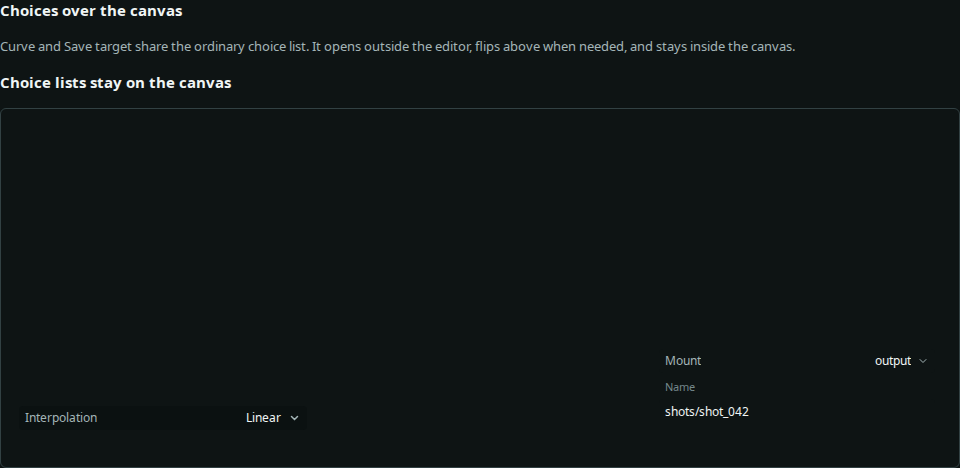 Choices over the canvas
Curve and Save target share the ordinary choice list. It opens outside the editor, flips above when needed, and stays inside the canvas.
Choice lists stay on the canvas
Mount output
Name
shots/shot_042
Interpolation Linear